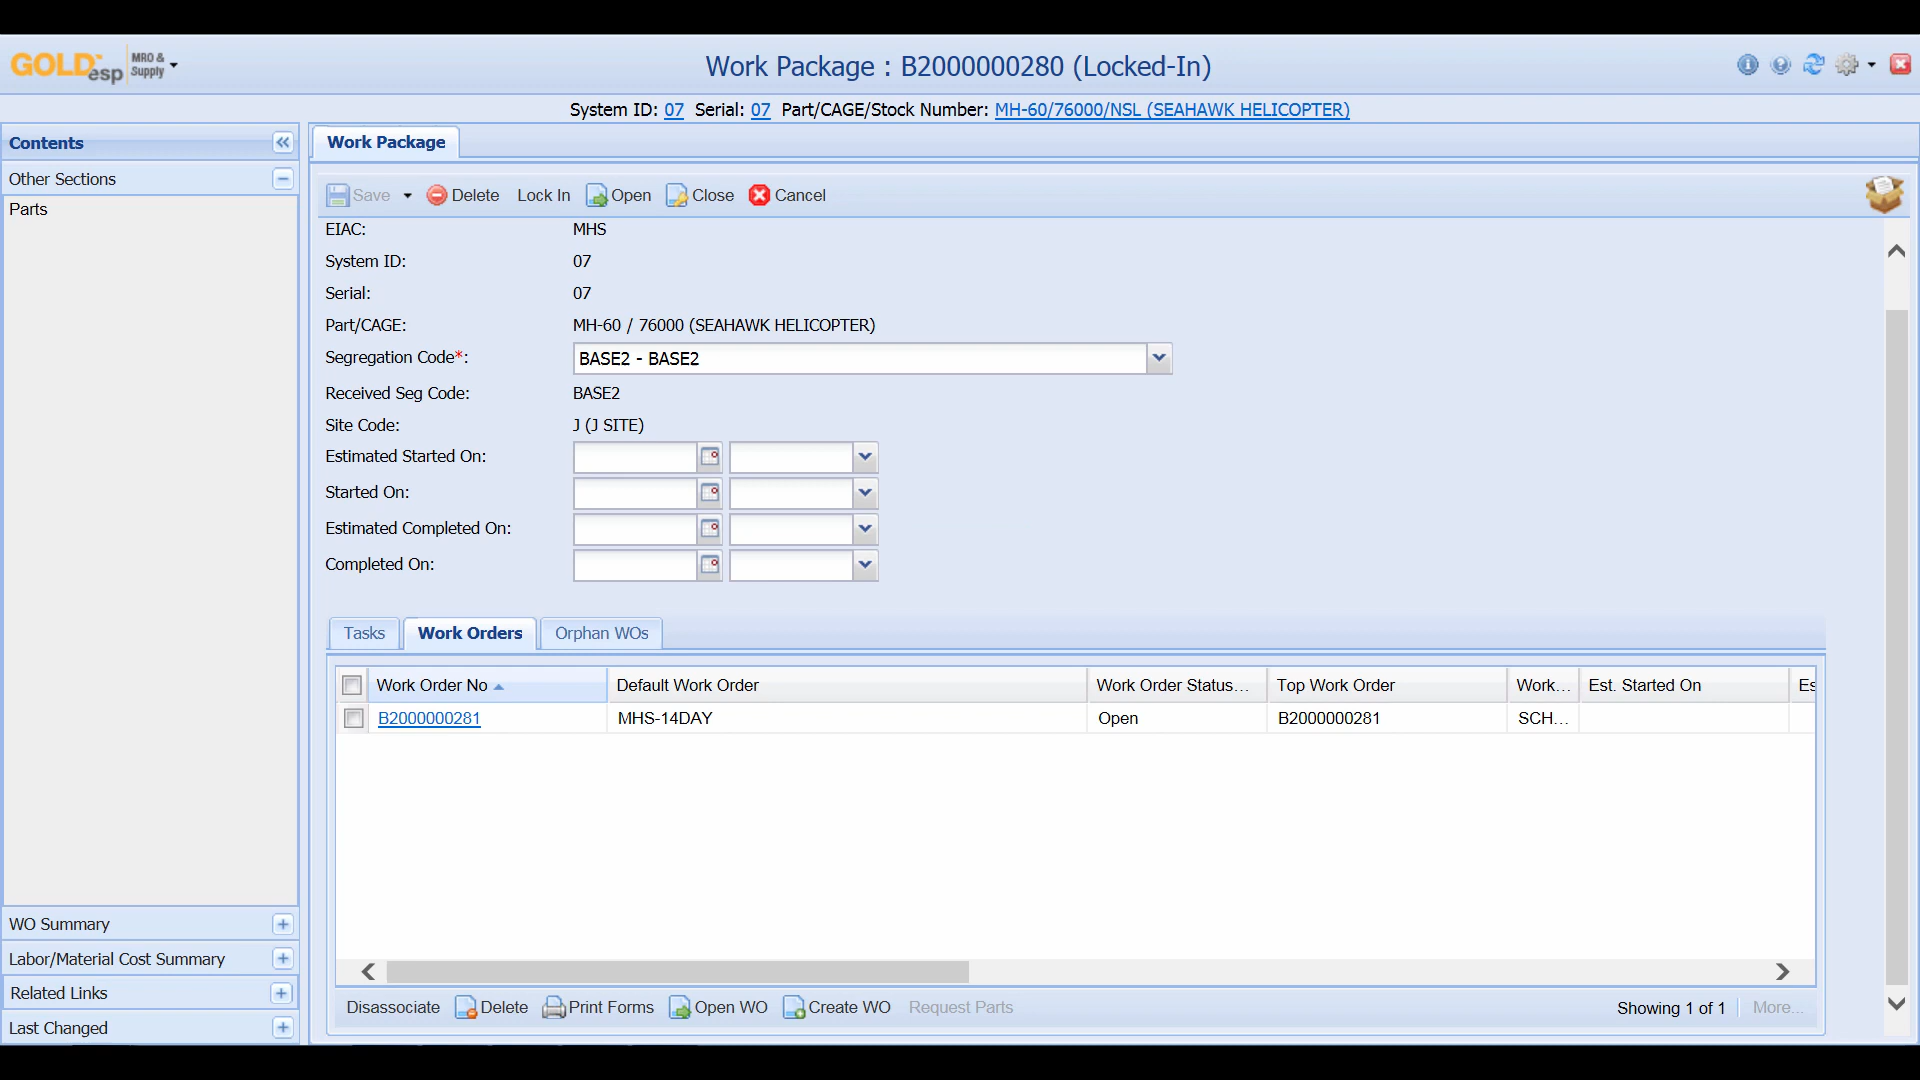 GOLDesp MRO & Supply
Work Package : B2000000280 (Locked-In)
System ID: 07 Serial: 07 Part/CAGE/Stock Number: MH-60/76000/NSL (SEAHAWK HELICOPTER)
Contents
Other Sections
Parts
WO Summary
Labor/Material Cost Summary
Related Links
Last Changed
Work Package
Save Delete Lock In Open Close Cancel
EIAC: MHS
System ID: 07
Serial: 07
Part/CAGE: MH-60 / 76000 (SEAHAWK HELICOPTER)
Segregation Code*: BASE2 - BASE2
Received Seg Code: BASE2
Site Code: J (J SITE)
Estimated Started On:
Started On:
Estimated Completed On:
Completed On:
Tasks Work Orders Orphan WOs
Work Order No Default Work Order Work Order Status... Top Work Order Work... Est. Started On Es
B2000000281 MHS-14DAY Open B2000000281 SCH...
Disassociate Delete Print Forms Open WO Create WO Request Parts Showing 1 of 1 More...